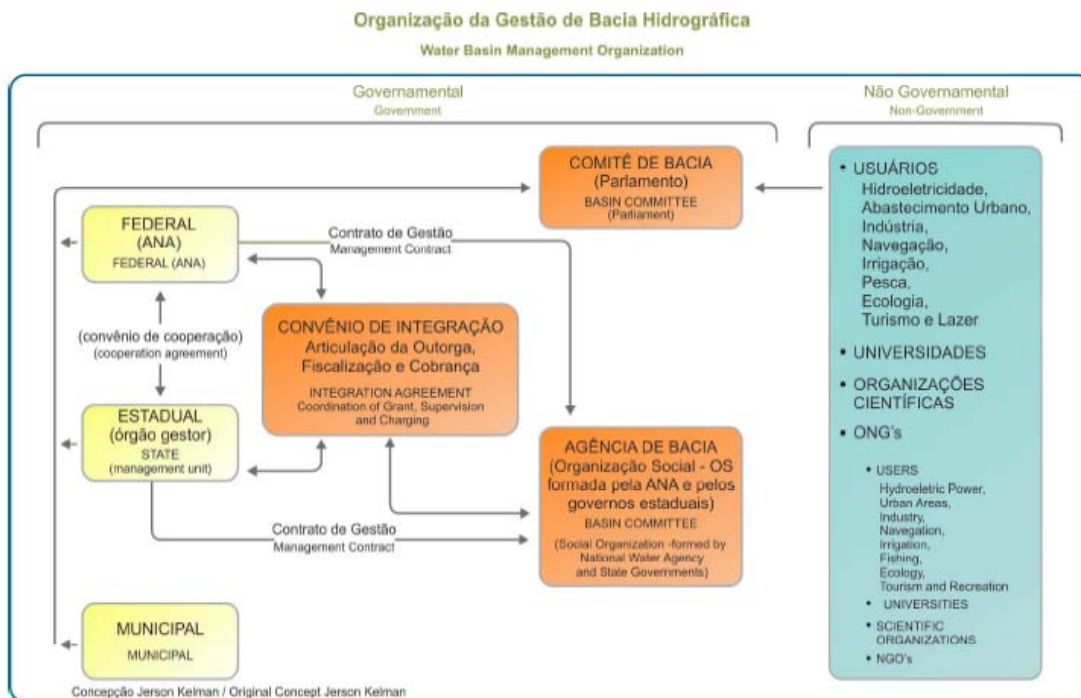 Organização da Gestão de Bacia Hidrográfica
Water Basin Management Organization
Governamental
Government
Não Governamental
Non-Government
COMITÊ DE BACIA
(Parlamento)
BASIN COMMITTEE
(Parliament)
FEDERAL
(ANA)
FEDERAL (ANA)
Contrato de Gestão
Management Contract
(convênio de cooperação)
(cooperation agreement)
CONVÊNIO DE INTEGRAÇÃO
Articulação da Outorga,
Fiscalização e Cobrança
INTEGRATION AGREEMENT
Coordination of Grant, Supervision
and Charging
ESTADUAL
(órgão gestor)
STATE
(management unit)
AGÊNCIA DE BACIA
(Organização Social - OS
formada pela ANA e pelos
governos estaduais)
BASIN COMMITTEE
(Social Organization -formed by
National Water Agency
and State Governments)
Contrato de Gestão
Management Contract
MUNICIPAL
MUNICIPAL
• USUÁRIOS
Hidroeletricidade,
Abastecimento Urbano,
Indústria,
Navegação,
Irrigação,
Pesca,
Ecologia,
Turismo e Lazer
• UNIVERSIDADES
• ORGANIZAÇÕES
CIENTÍFICAS
• ONG's
• USERS
Hydroeletric Power,
Urban Areas,
Industry,
Navegation,
Irrigation,
Fishing,
Ecology,
Tourism and Recreation
• UNIVERSITIES
• SCIENTIFIC
ORGANIZATIONS
• NGO's
Concepção Jerson Kelman / Original Concept Jerson Kelman